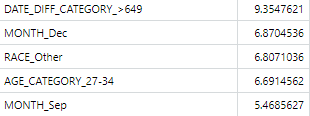 DATE_DIFF_CATEGORY_>649 9.3547621
MONTH_Dec 6.8704536
RACE_Other 6.8071036
AGE_CATEGORY_27-34 6.6914562
MONTH_Sep 5.4685627